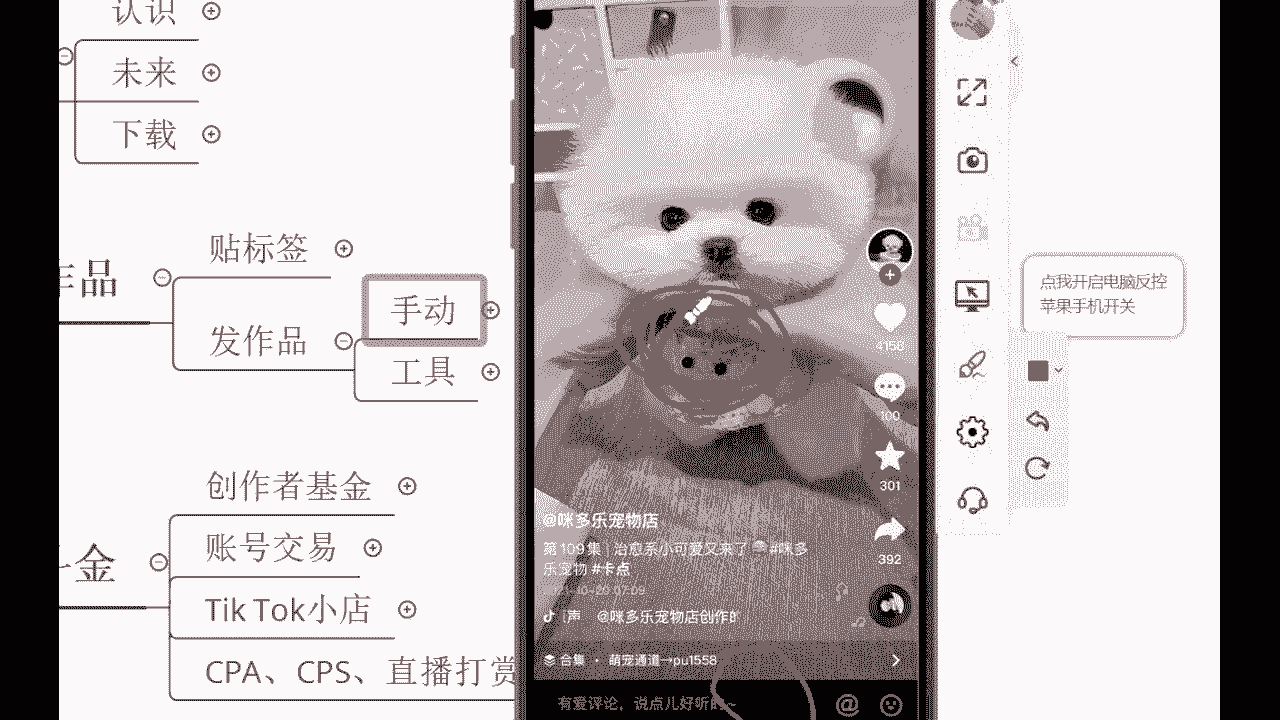 认识
未来
下载
贴标签
作品
手动
发作品
工具
创作者基金
金
账号交易
Tik Tok小店
CPA、CPS、直播打赏
4156
100
301
392
@咪多乐宠物店
第109集 | 治愈系小可爱又来了 #咪多
乐宠物 #卡点
@咪多乐宠物店创作的
合集 · 萌宠通道→pu1558
有爱评论，说点儿好听的~
点我开启电脑反控
苹果手机开关